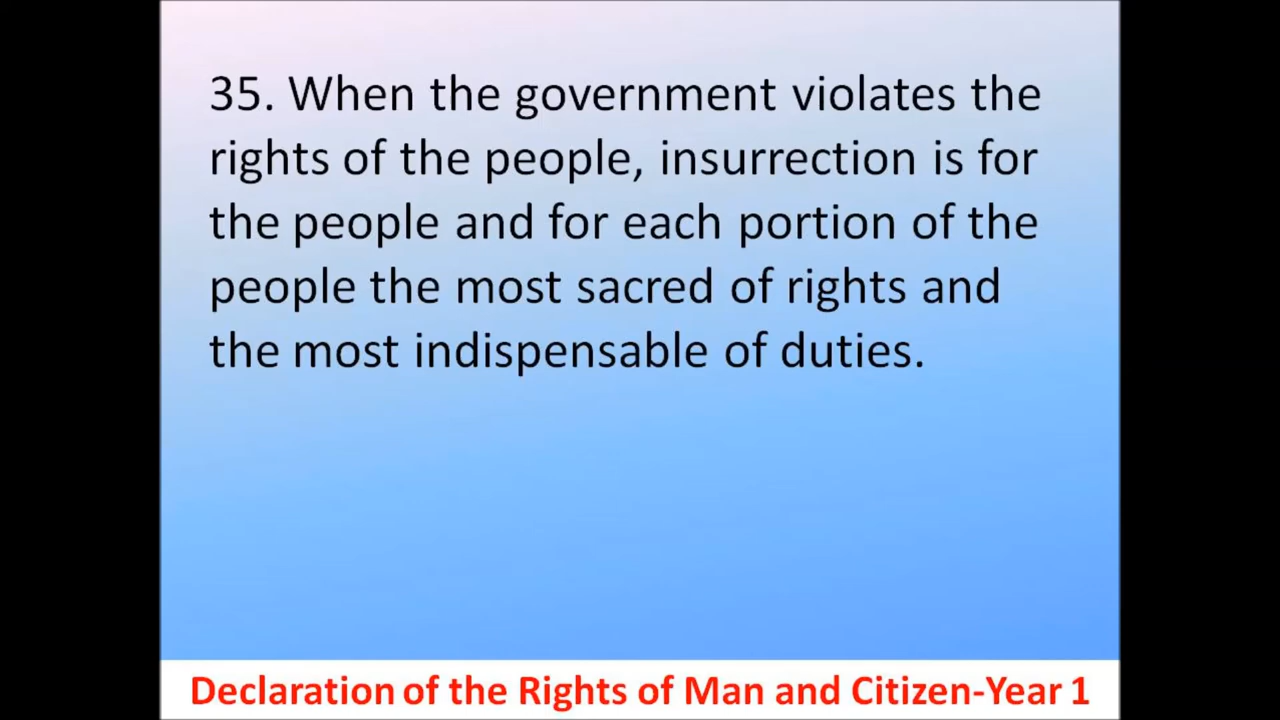 35. When the government violates the
rights of the people, insurrection is for
the people and for each portion of the
people the most sacred of rights and
the most indispensable of duties.
Declaration of the Rights of Man and Citizen-Year 1